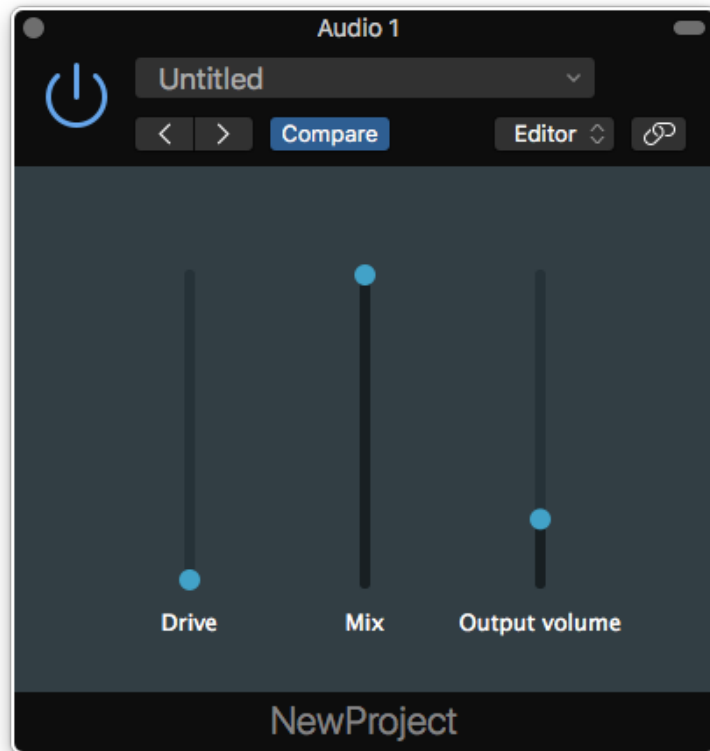 Audio 1
Untitled
Compare Editor
Drive Mix Output volume
NewProject